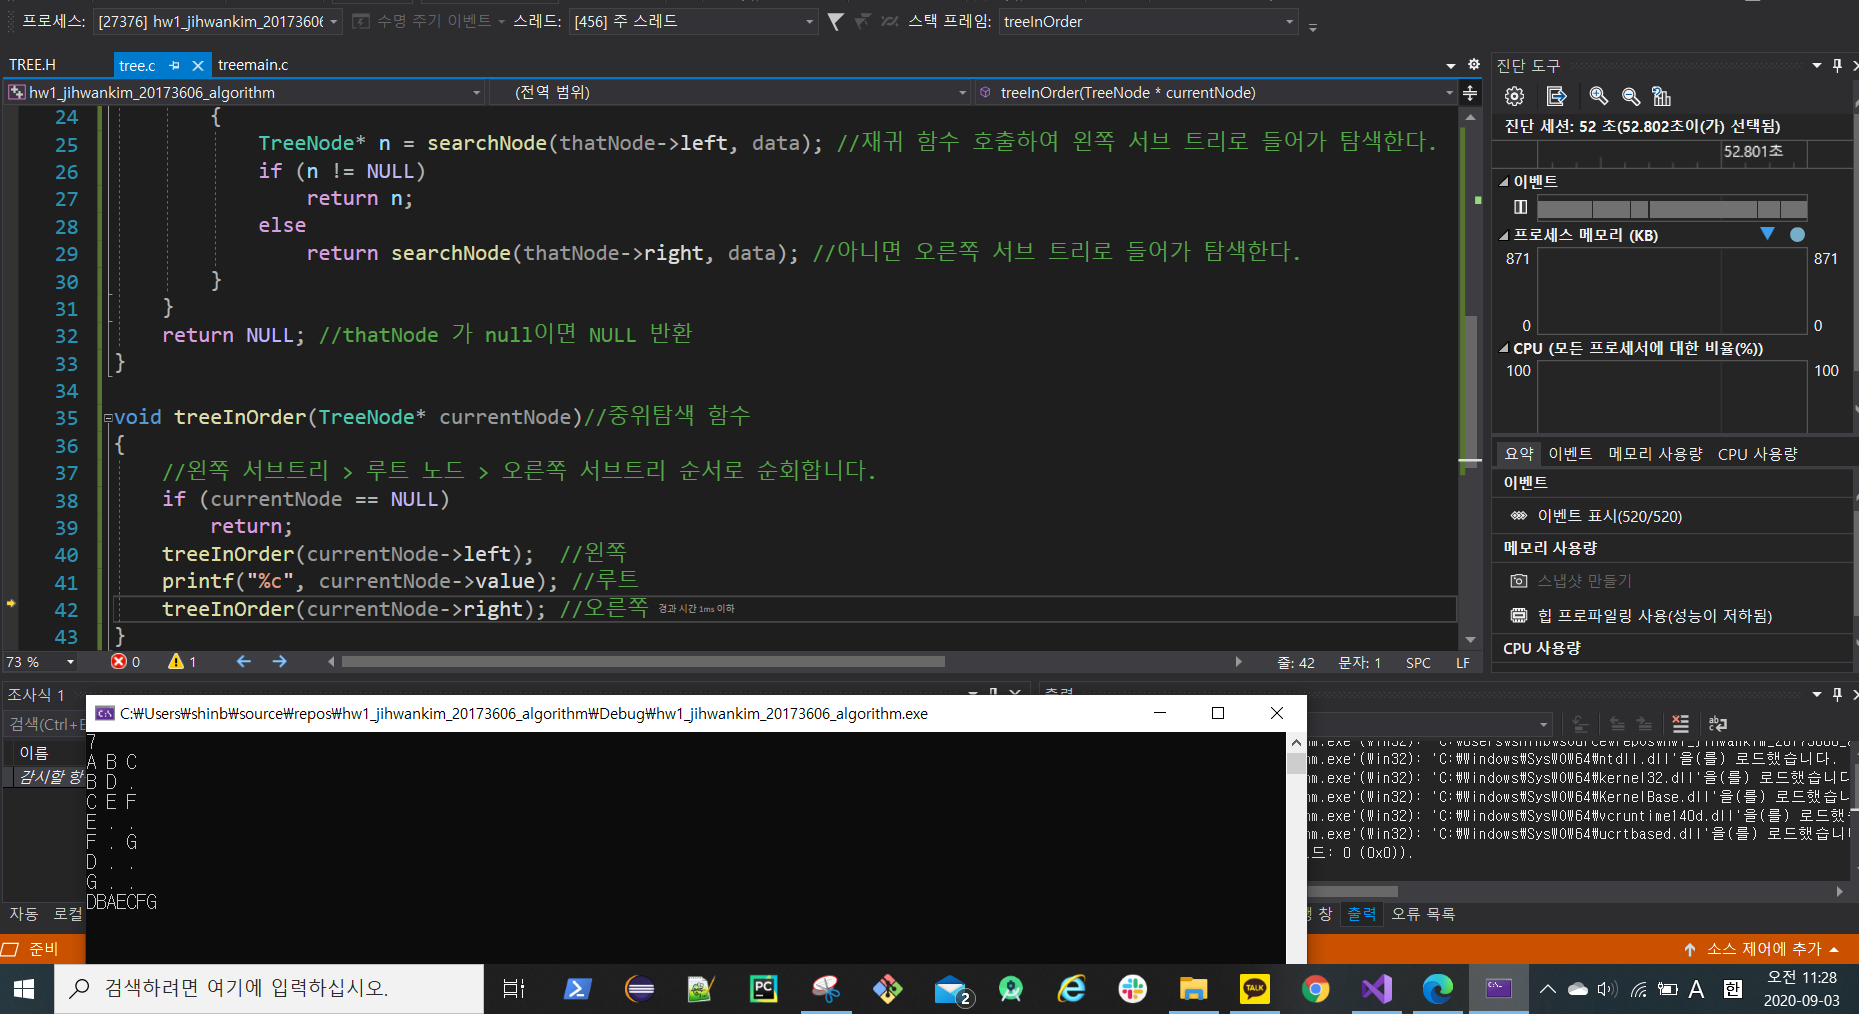 프로세스: [27376] hw1_jihwankim_20173606 수명 주기 이벤트 스레드: [456] 주 스레드 스택 프레임: treeInOrder
TREE.H tree.c treemain.c
hw1_jihwankim_20173606_algorithm (전역 범위) treeInOrder(TreeNode * currentNode)
24 {
25 TreeNode* n = searchNode(thatNode->left, data); //재귀 함수 호출하여 왼쪽 서브 트리로 들어가 탐색한다.
26 if (n != NULL)
27 return n;
28 else
29 return searchNode(thatNode->right, data); //아니면 오른쪽 서브 트리로 들어가 탐색한다.
30 }
31 }
32 return NULL; //thatNode 가 null이면 NULL 반환
33 }
34
35 void treeInOrder(TreeNode* currentNode)//중위탐색 함수
36 {
37 //왼쪽 서브트리 > 루트 노드 > 오른쪽 서브트리 순서로 순회합니다.
38 if (currentNode == NULL)
39 return;
40 treeInOrder(currentNode->left); //왼쪽
41 printf("%c", currentNode->value); //루트
42 treeInOrder(currentNode->right); //오른쪽 경과 시간 1ms 이하
43 }
73 % 0 1 줄: 42 문자: 1 SPC LF
진단 도구
진단 세션: 52 초(52.802초이(가) 선택됨)
52.801초
이벤트
프로세스 메모리 (KB)
871 871
0 0
CPU (모든 프로세서에 대한 비율(%))
100 100
요약 이벤트 메모리 사용량 CPU 사용량
이벤트
이벤트 표시(520/520)
메모리 사용량
스냅샷 만들기
힙 프로파일링 사용(성능이 저하됨)
CPU 사용량
조사식 1
검색(Ctrl+E
이름
감시할 항
자동 로컬
C:\Users\shinb\source\repos\hw1_jihwankim_20173606_algorithm\Debug\hw1_jihwankim_20173606_algorithm.exe
7
A B C
B D .
C E F
E . .
F . G
D . .
G . .
DBAECFG
출력
m.exe'(Win32): 'C:\Users\shinb\source\repos\hw1_jihwankim_20173606_
m.exe'(Win32): 'C:\Windows\SysWOW64\ntdll.dll'을(를) 로드했습니다.
m.exe'(Win32): 'C:\Windows\SysWOW64\kernel32.dll'을(를) 로드했습니다
m.exe'(Win32): 'C:\Windows\SysWOW64\KernelBase.dll'을(를) 로드했습니
m.exe'(Win32): 'C:\Windows\SysWOW64\vcruntime140d.dll'을(를) 로드했
m.exe'(Win32): 'C:\Windows\SysWOW64\ucrtbased.dll'을(를) 로드했습니
드: 0 (0x0)).
창 출력 오류 목록
준비 소스 제어에 추가
검색하려면 여기에 입력하십시오.
PC
2
TALK
A 한
오전 11:28
2020-09-03